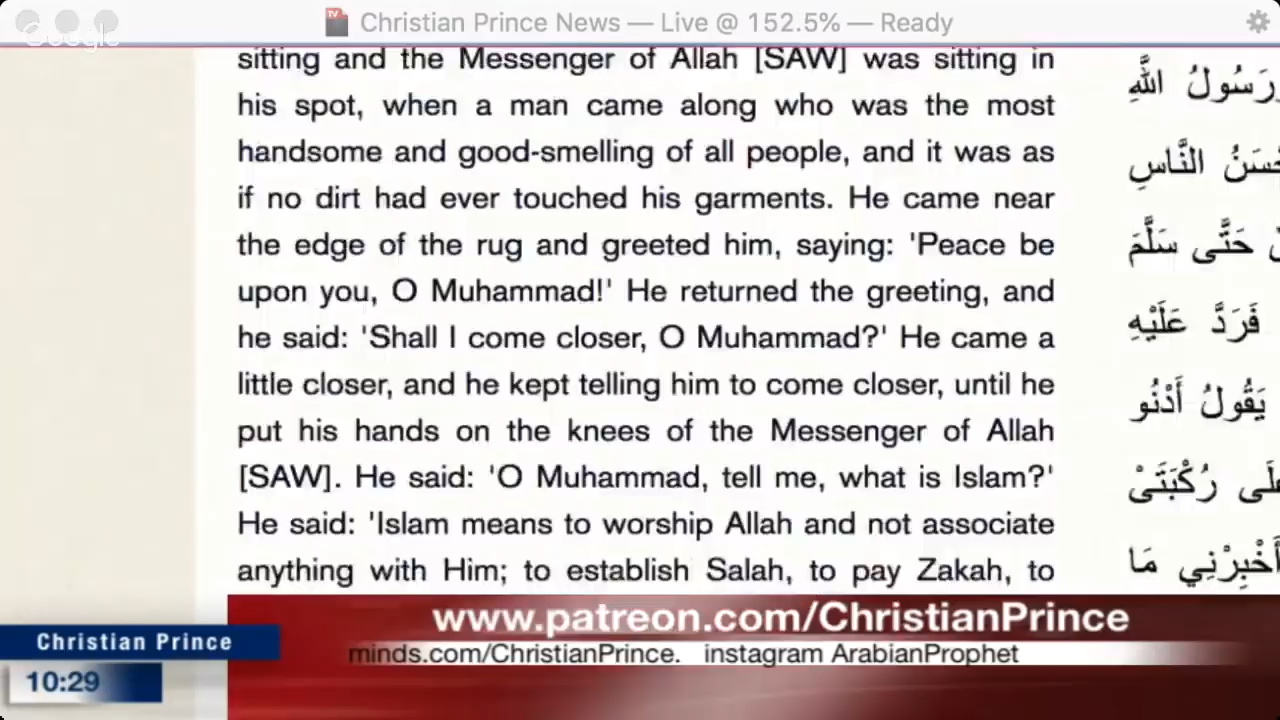 Christian Prince News — Live @ 152.5% — Ready
Google
sitting and the Messenger of Allah [SAW] was sitting in
his spot, when a man came along who was the most
handsome and good-smelling of all people, and it was as
if no dirt had ever touched his garments. He came near
the edge of the rug and greeted him, saying: 'Peace be
upon you, O Muhammad!' He returned the greeting, and
he said: 'Shall I come closer, O Muhammad?' He came a
little closer, and he kept telling him to come closer, until he
put his hands on the knees of the Messenger of Allah
[SAW]. He said: 'O Muhammad, tell me, what is Islam?'
He said: 'Islam means to worship Allah and not associate
anything with Him; to establish Salah, to pay Zakah, to
رَسُولُ اللَّهِ
النَّاسِ
حَتَّى سَلَّمَ
فَرَدَّ عَلَيْهِ
يَقُولُ أَدْنُو
رُكْبَتَىْ
أَخْبِرْنِي مَا
www.patreon.com/ChristianPrince
minds.com/ChristianPrince. instagram ArabianProphet
Christian Prince
10:29